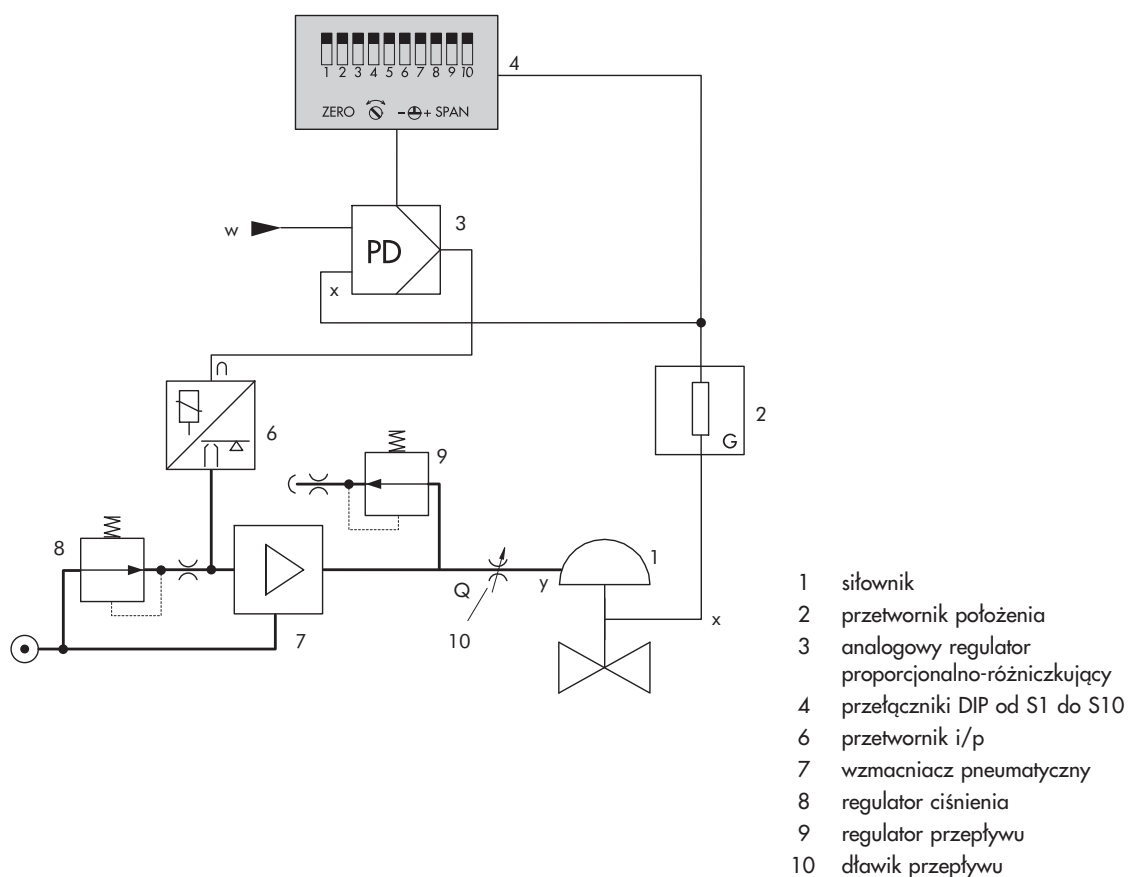 1 2 3 4 5 6 7 8 9 10
4
ZERO - + SPAN
w
3
PD
x
2
G
6
9
8
1
Q
y
x
7
10
1 siłownik
2 przetwornik położenia
3 analogowy regulator
proporcjonalno-różniczkujący
4 przełączniki DIP od S1 do S10
6 przetwornik i/p
7 wzmacniacz pneumatyczny
8 regulator ciśnienia
9 regulator przepływu
10 dławik przepływu